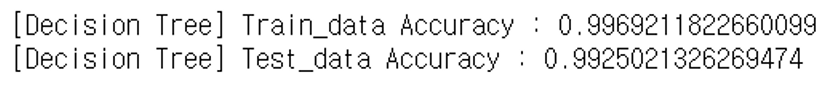 [Decision Tree] Train_data Accuracy : 0.9969211822660099
[Decision Tree] Test_data Accuracy : 0.9925021326269474